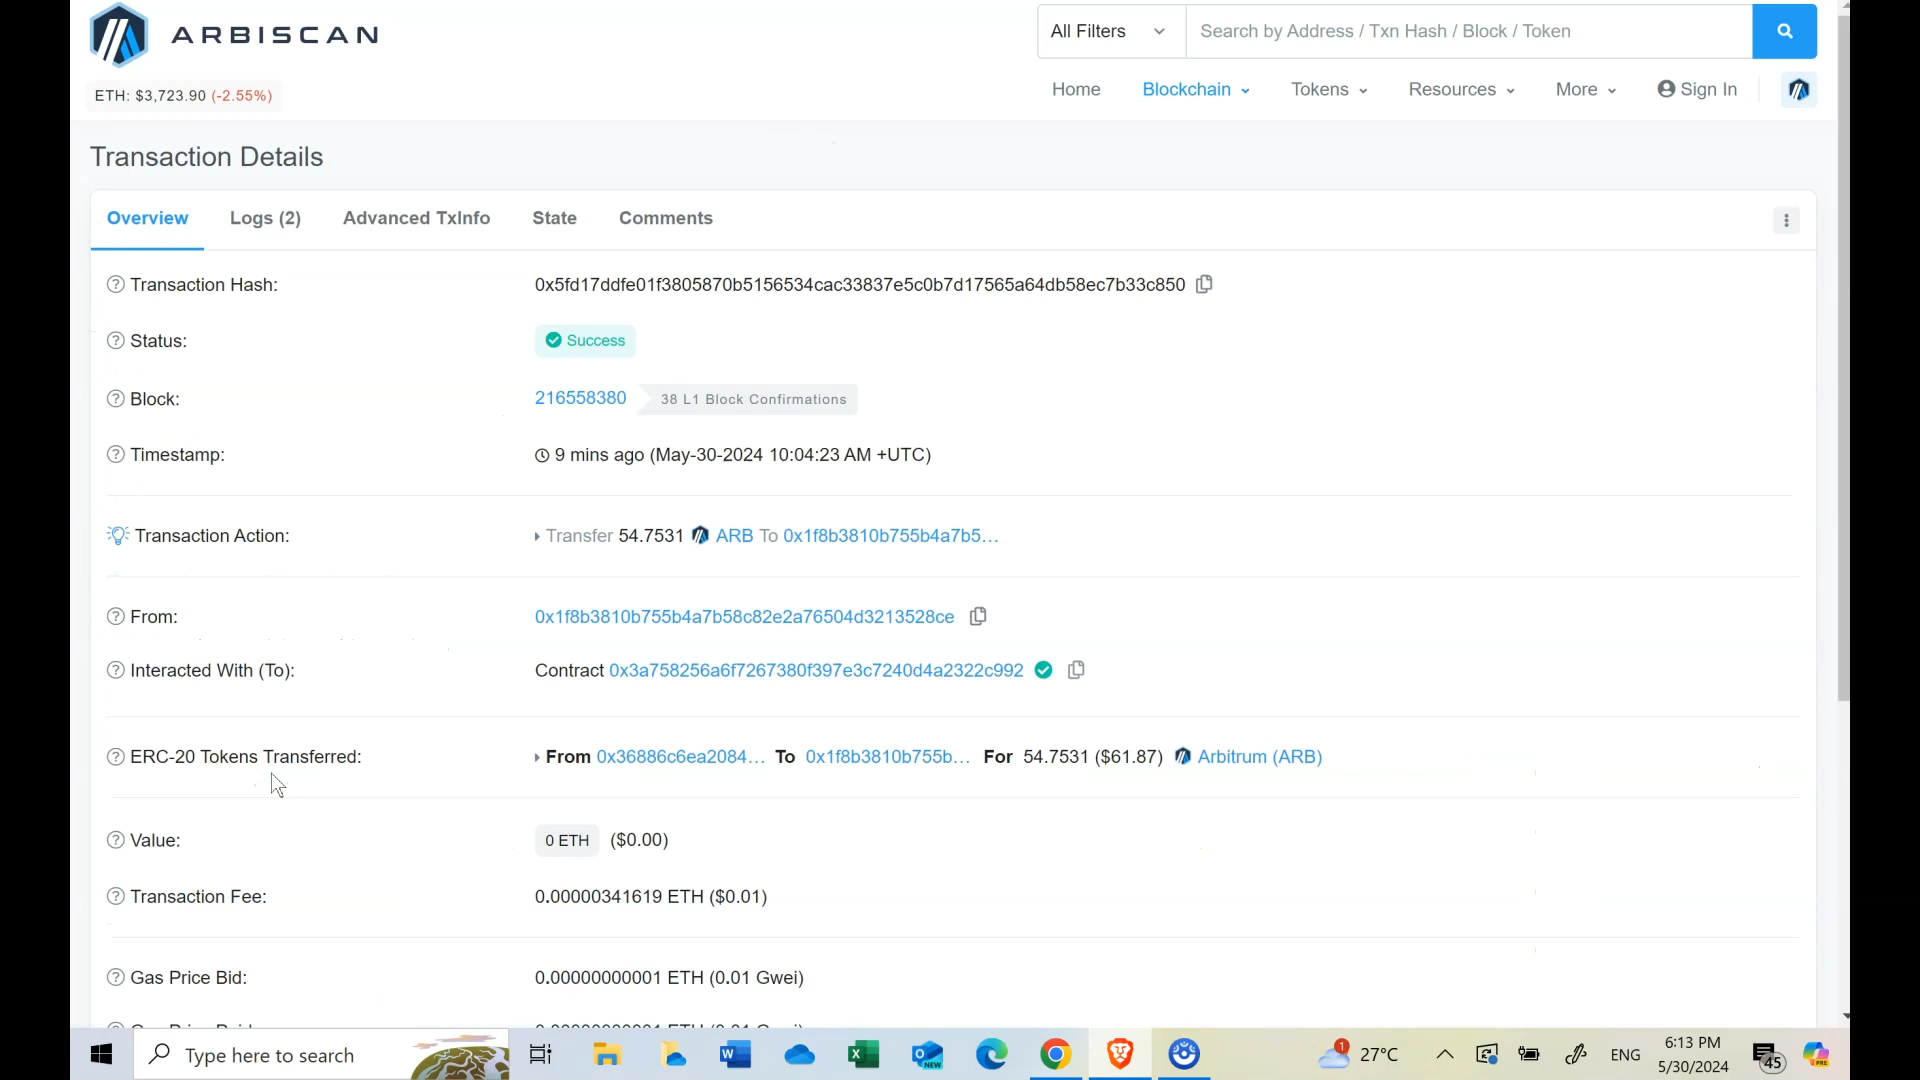 ARBISCAN
All Filters
Search by Address / Txn Hash / Block / Token
ETH: $3,723.90 (-2.55%)
Home
Blockchain
Tokens
Resources
More
Sign In
Transaction Details
Overview
Logs (2)
Advanced TxInfo
State
Comments
Transaction Hash:
0x5fd17ddfe01f3805870b5156534cac33837e5c0b7d17565a64db58ec7b33c850
Status:
Success
Block:
216558380
38 L1 Block Confirmations
Timestamp:
9 mins ago (May-30-2024 10:04:23 AM +UTC)
Transaction Action:
Transfer 54.7531 ARB To 0x1f8b3810b755b4a7b5...
From:
0x1f8b3810b755b4a7b58c82e2a76504d3213528ce
Interacted With (To):
Contract 0x3a758256a6f7267380f397e3c7240d4a2322c992
ERC-20 Tokens Transferred:
From 0x36886c6ea2084... To 0x1f8b3810b755b... For 54.7531 ($61.87) Arbitrum (ARB)
Value:
0 ETH ($0.00)
Transaction Fee:
0.00000341619 ETH ($0.01)
Gas Price Bid:
0.00000000001 ETH (0.01 Gwei)
Type here to search
NEW
1
27°C
ENG
6:13 PM
5/30/2024
45
PRE